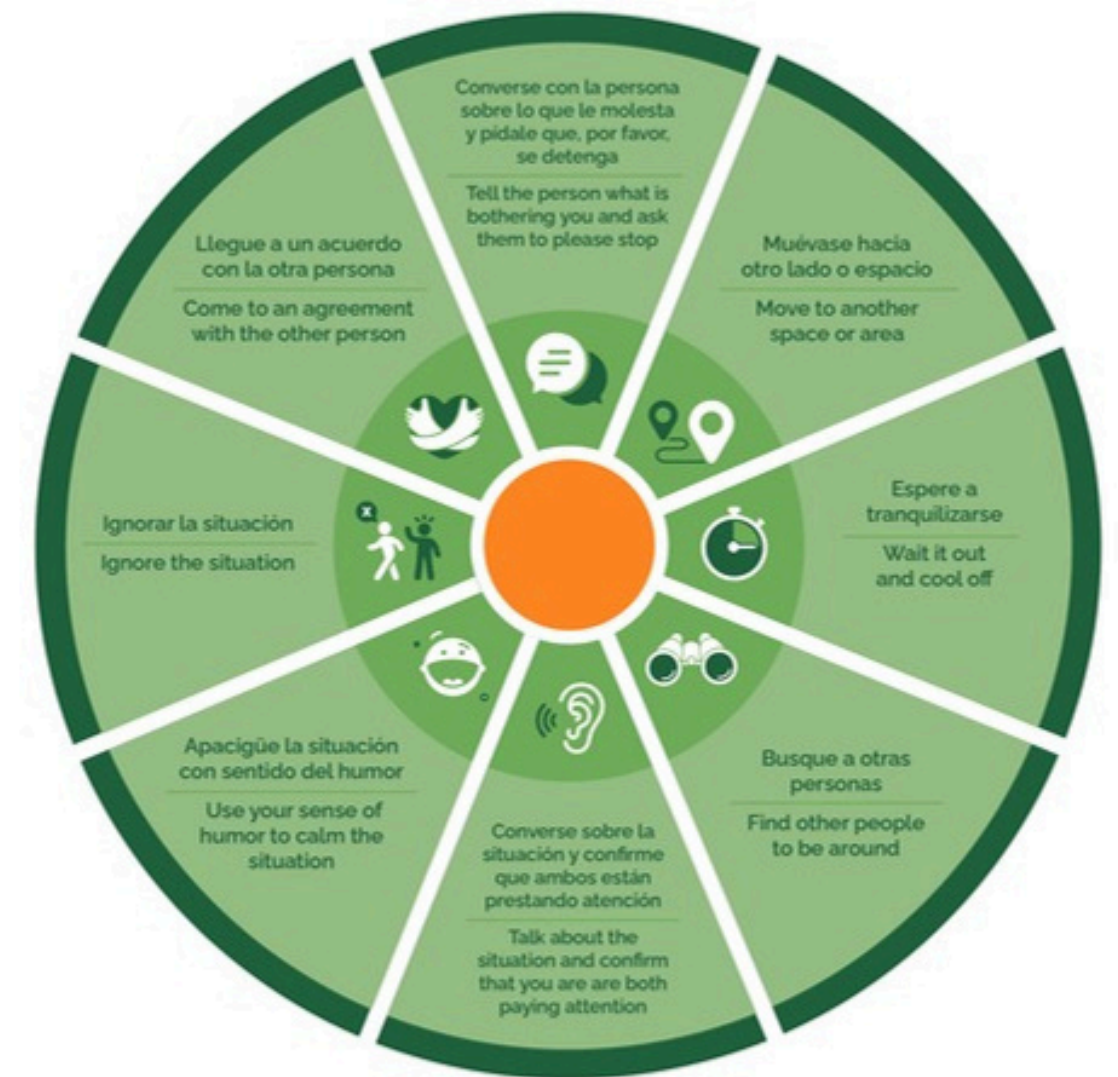 Converse con la persona
sobre lo que le molesta
y pídale que, por favor,
se detenga
Tell the person what is
bothering you and ask
them to please stop
Muévase hacia
otro lado o espacio
Move to another
space or area
Espere a
tranquilizarse
Wait it out
and cool off
Busque a otras
personas
Find other people
to be around
Converse sobre la
situación y confirme
que ambos están
prestando atención
Talk about the
situation and confirm
that you are are both
paying attention
Apacigüe la situación
con sentido del humor
Use your sense of
humor to calm the
situation
Ignorar la situación
Ignore the situation
Llegue a un acuerdo
con la otra persona
Come to an agreement
with the other person